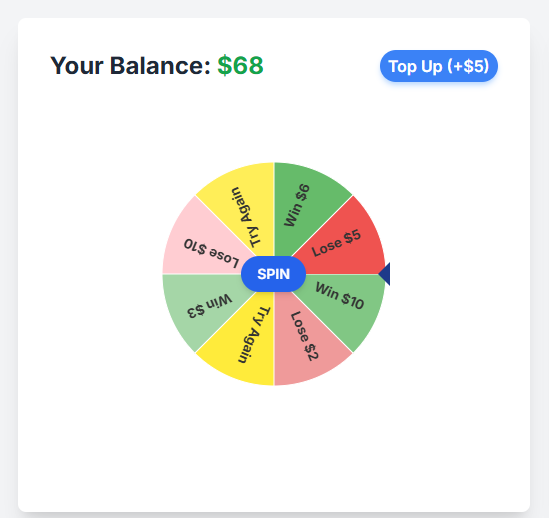 Your Balance: $68
Top Up (+$5)
Try Again
Win $6
Lose $10
Lose $5
SPIN
Win $3
Win $10
Try Again
Lose $2